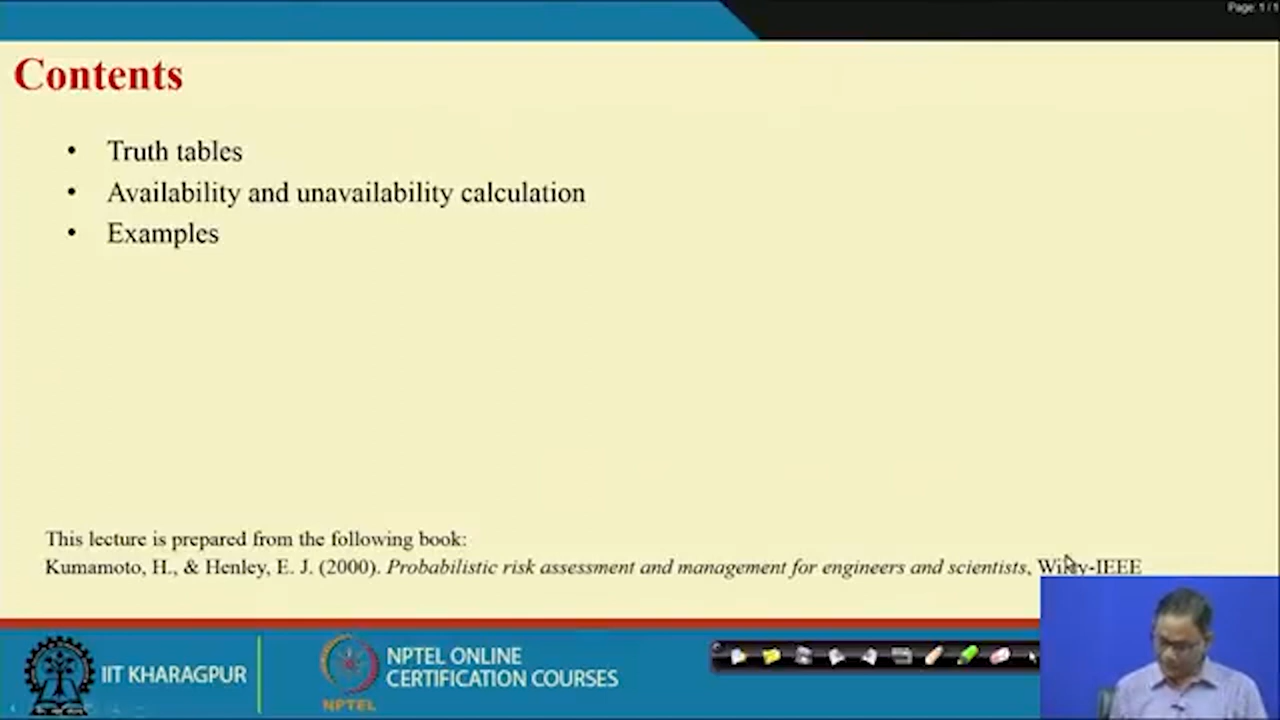 Page: 1 / 1
Contents
• Truth tables
• Availability and unavailability calculation
• Examples
This lecture is prepared from the following book:
Kumamoto, H., & Henley, E. J. (2000). Probabilistic risk assessment and management for engineers and scientists, Wiley-IEEE
IIT KHARAGPUR
NPTEL
NPTEL ONLINE
CERTIFICATION COURSES